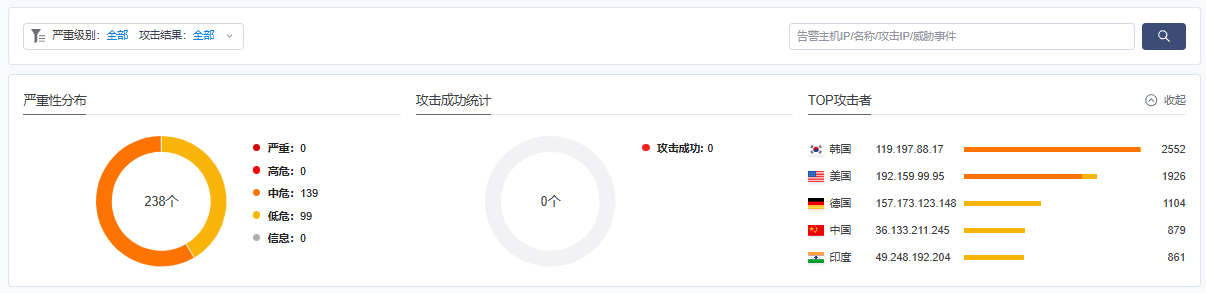 严重级别: 全部 攻击结果: 全部
告警主机IP/名称/攻击IP/威胁事件
严重性分布
238个
严重: 0
高危: 0
中危: 139
低危: 99
信息: 0
攻击成功统计
0个
攻击成功: 0
TOP攻击者 收起
韩国 119.197.88.17 2552
美国 192.159.99.95 1926
德国 157.173.123.148 1104
中国 36.133.211.245 879
印度 49.248.192.204 861